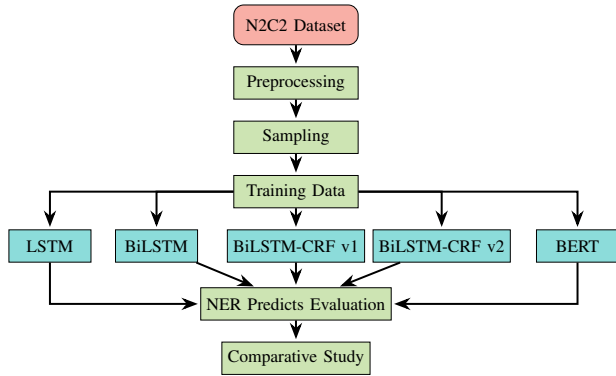 N2C2 Dataset
Preprocessing
Sampling
Training Data
LSTM
BiLSTM
BiLSTM-CRF v1
BiLSTM-CRF v2
BERT
NER Predicts Evaluation
Comparative Study